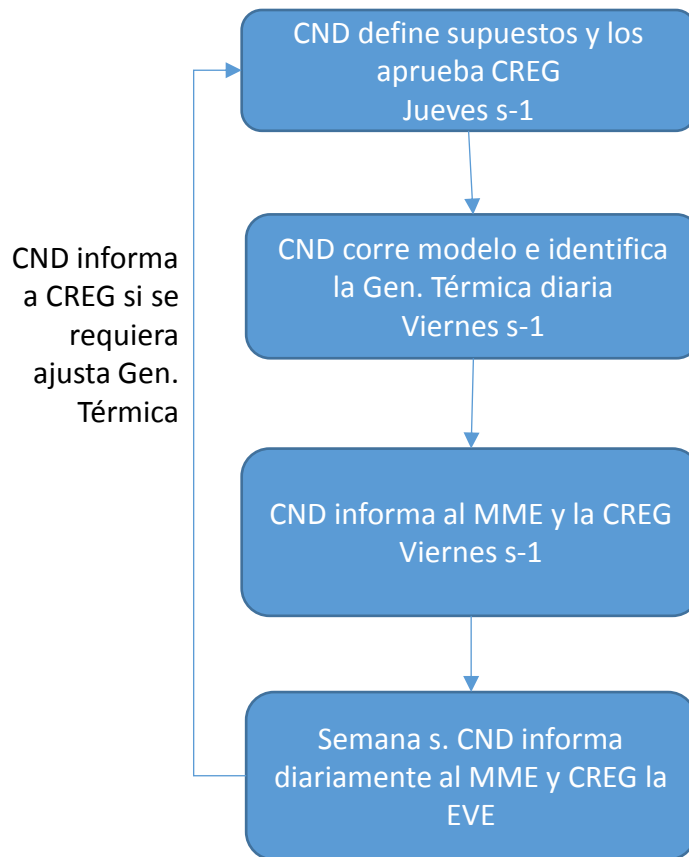 CND define supuestos y los
aprueba CREG
Jueves s-1
CND corre modelo e identifica
la Gen. Térmica diaria
Viernes s-1
CND informa
a CREG si se
requiera
ajusta Gen.
Térmica
CND informa al MME y la CREG
Viernes s-1
Semana s. CND informa
diariamente al MME y CREG la
EVE